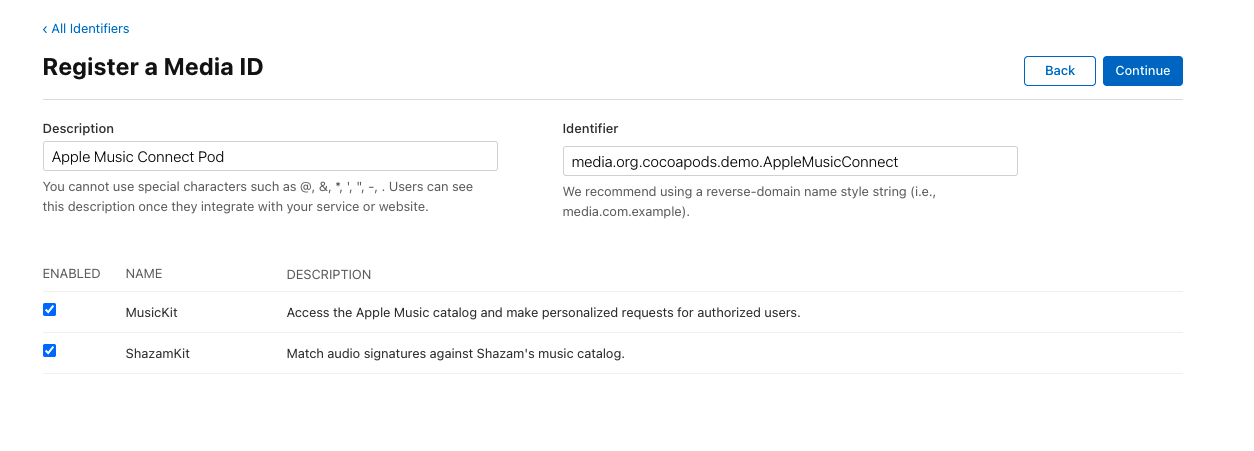 ‹ All Identifiers
Register a Media ID
Back
Continue
Description
Apple Music Connect Pod
You cannot use special characters such as @, &, *, ', ", -, . Users can see
this description once they integrate with your service or website.
Identifier
media.org.cocoapods.demo.AppleMusicConnect
We recommend using a reverse-domain name style string (i.e.,
media.com.example).
ENABLED NAME DESCRIPTION
MusicKit Access the Apple Music catalog and make personalized requests for authorized users.
ShazamKit Match audio signatures against Shazam's music catalog.